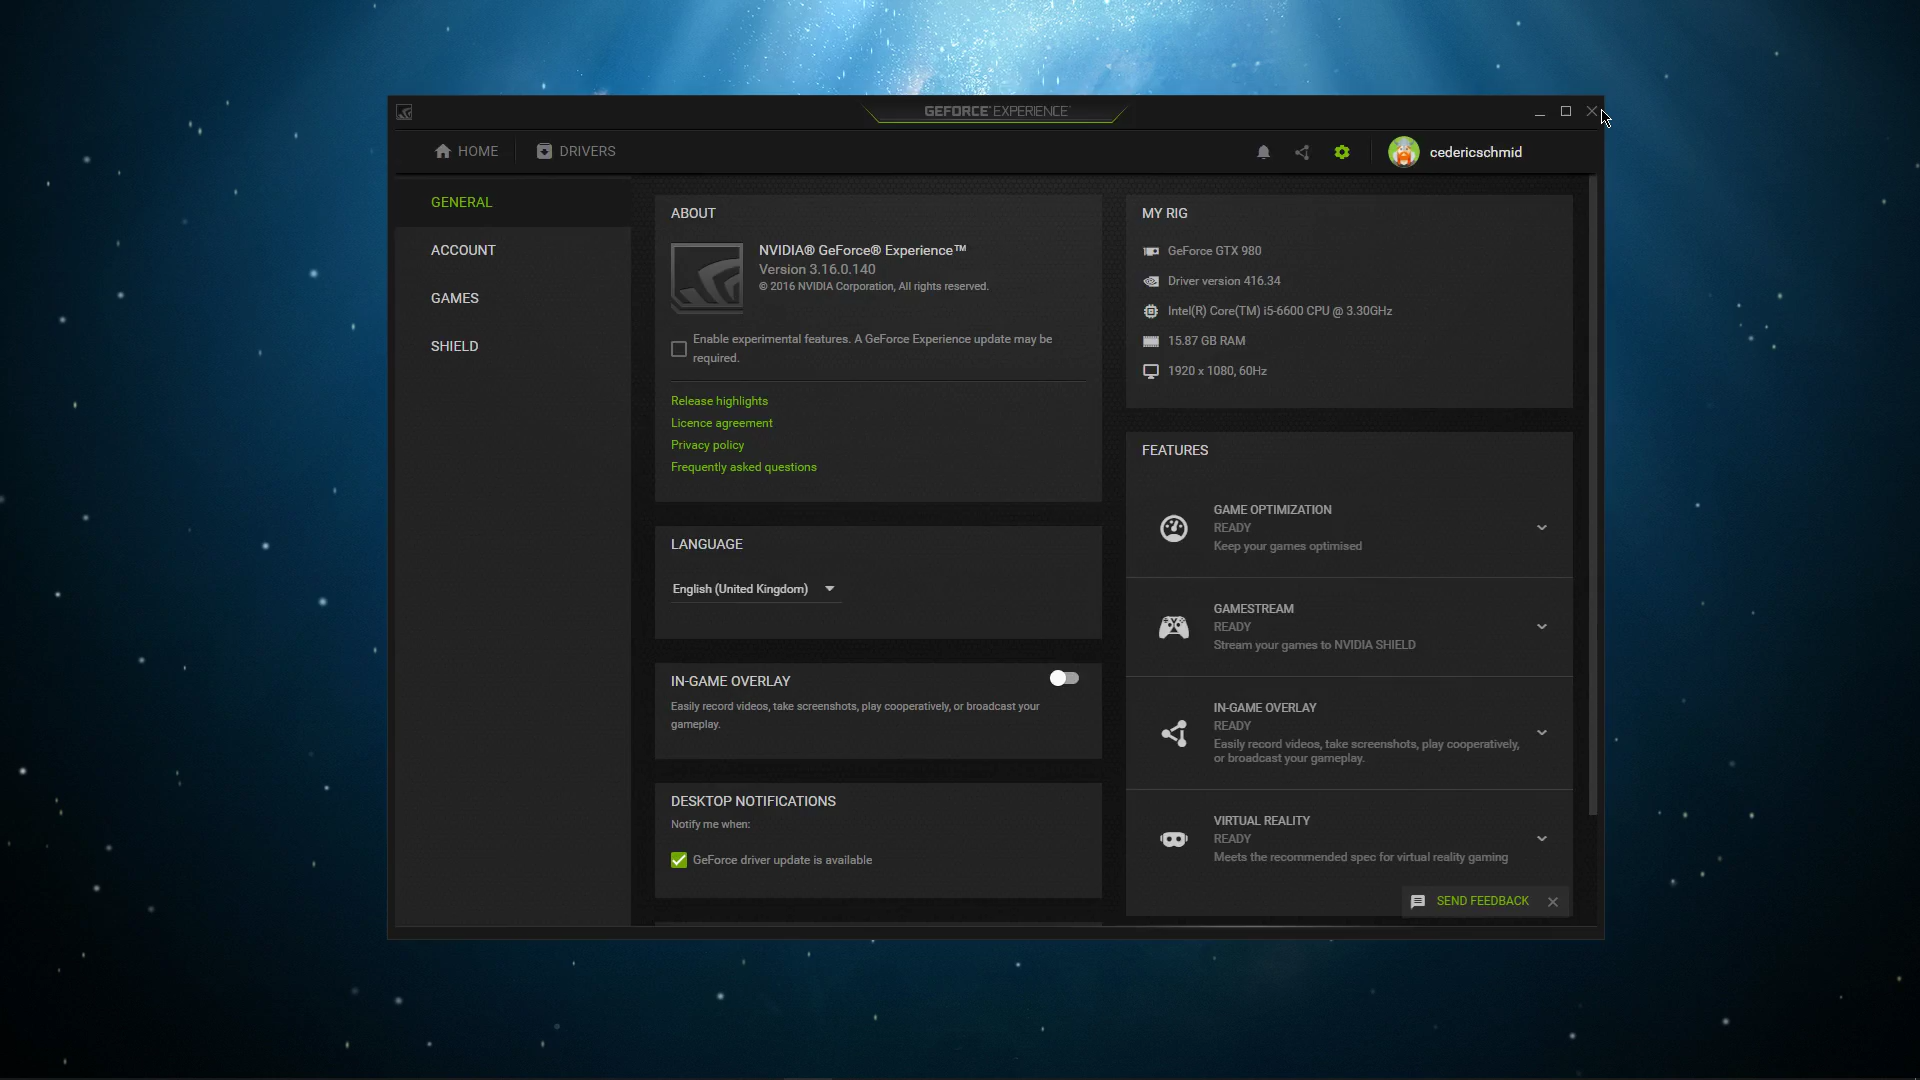 GEFORCE® EXPERIENCE™
HOME
DRIVERS
cedericschmid
GENERAL
ACCOUNT
GAMES
SHIELD
ABOUT
NVIDIA® GeForce® Experience™
Version 3.16.0.140
© 2016 NVIDIA Corporation, All rights reserved.
Enable experimental features. A GeForce Experience update may be
required.
Release highlights
Licence agreement
Privacy policy
Frequently asked questions
LANGUAGE
English (United Kingdom)
IN-GAME OVERLAY
Easily record videos, take screenshots, play cooperatively, or broadcast your
gameplay.
DESKTOP NOTIFICATIONS
Notify me when:
GeForce driver update is available
MY RIG
GeForce GTX 980
Driver version 416.34
Intel(R) Core(TM) i5-6600 CPU @ 3.30GHz
15.87 GB RAM
1920 x 1080, 60Hz
FEATURES
GAME OPTIMIZATION
READY
Keep your games optimised
GAMESTREAM
READY
Stream your games to NVIDIA SHIELD
IN-GAME OVERLAY
READY
Easily record videos, take screenshots, play cooperatively,
or broadcast your gameplay.
VIRTUAL REALITY
READY
Meets the recommended spec for virtual reality gaming
SEND FEEDBACK